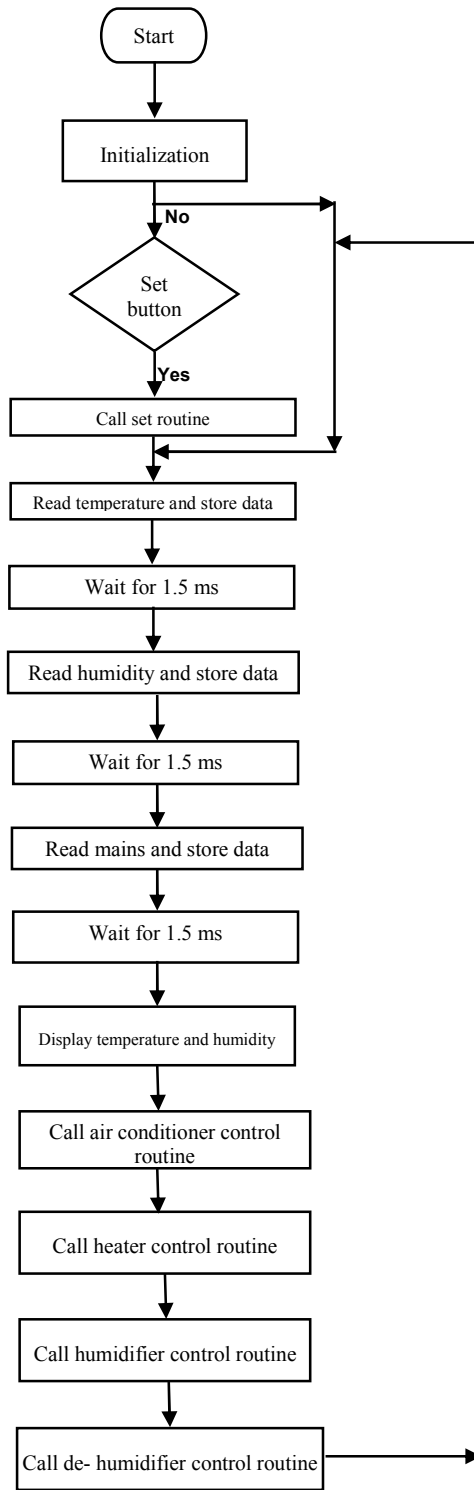 Start
Initialization
No
Set
button
Yes
Call set routine
Read temperature and store data
Wait for 1.5 ms
Read humidity and store data
Wait for 1.5 ms
Read mains and store data
Wait for 1.5 ms
Display temperature and humidity
Call air conditioner control
routine
Call heater control routine
Call humidifier control routine
Call de- humidifier control routine